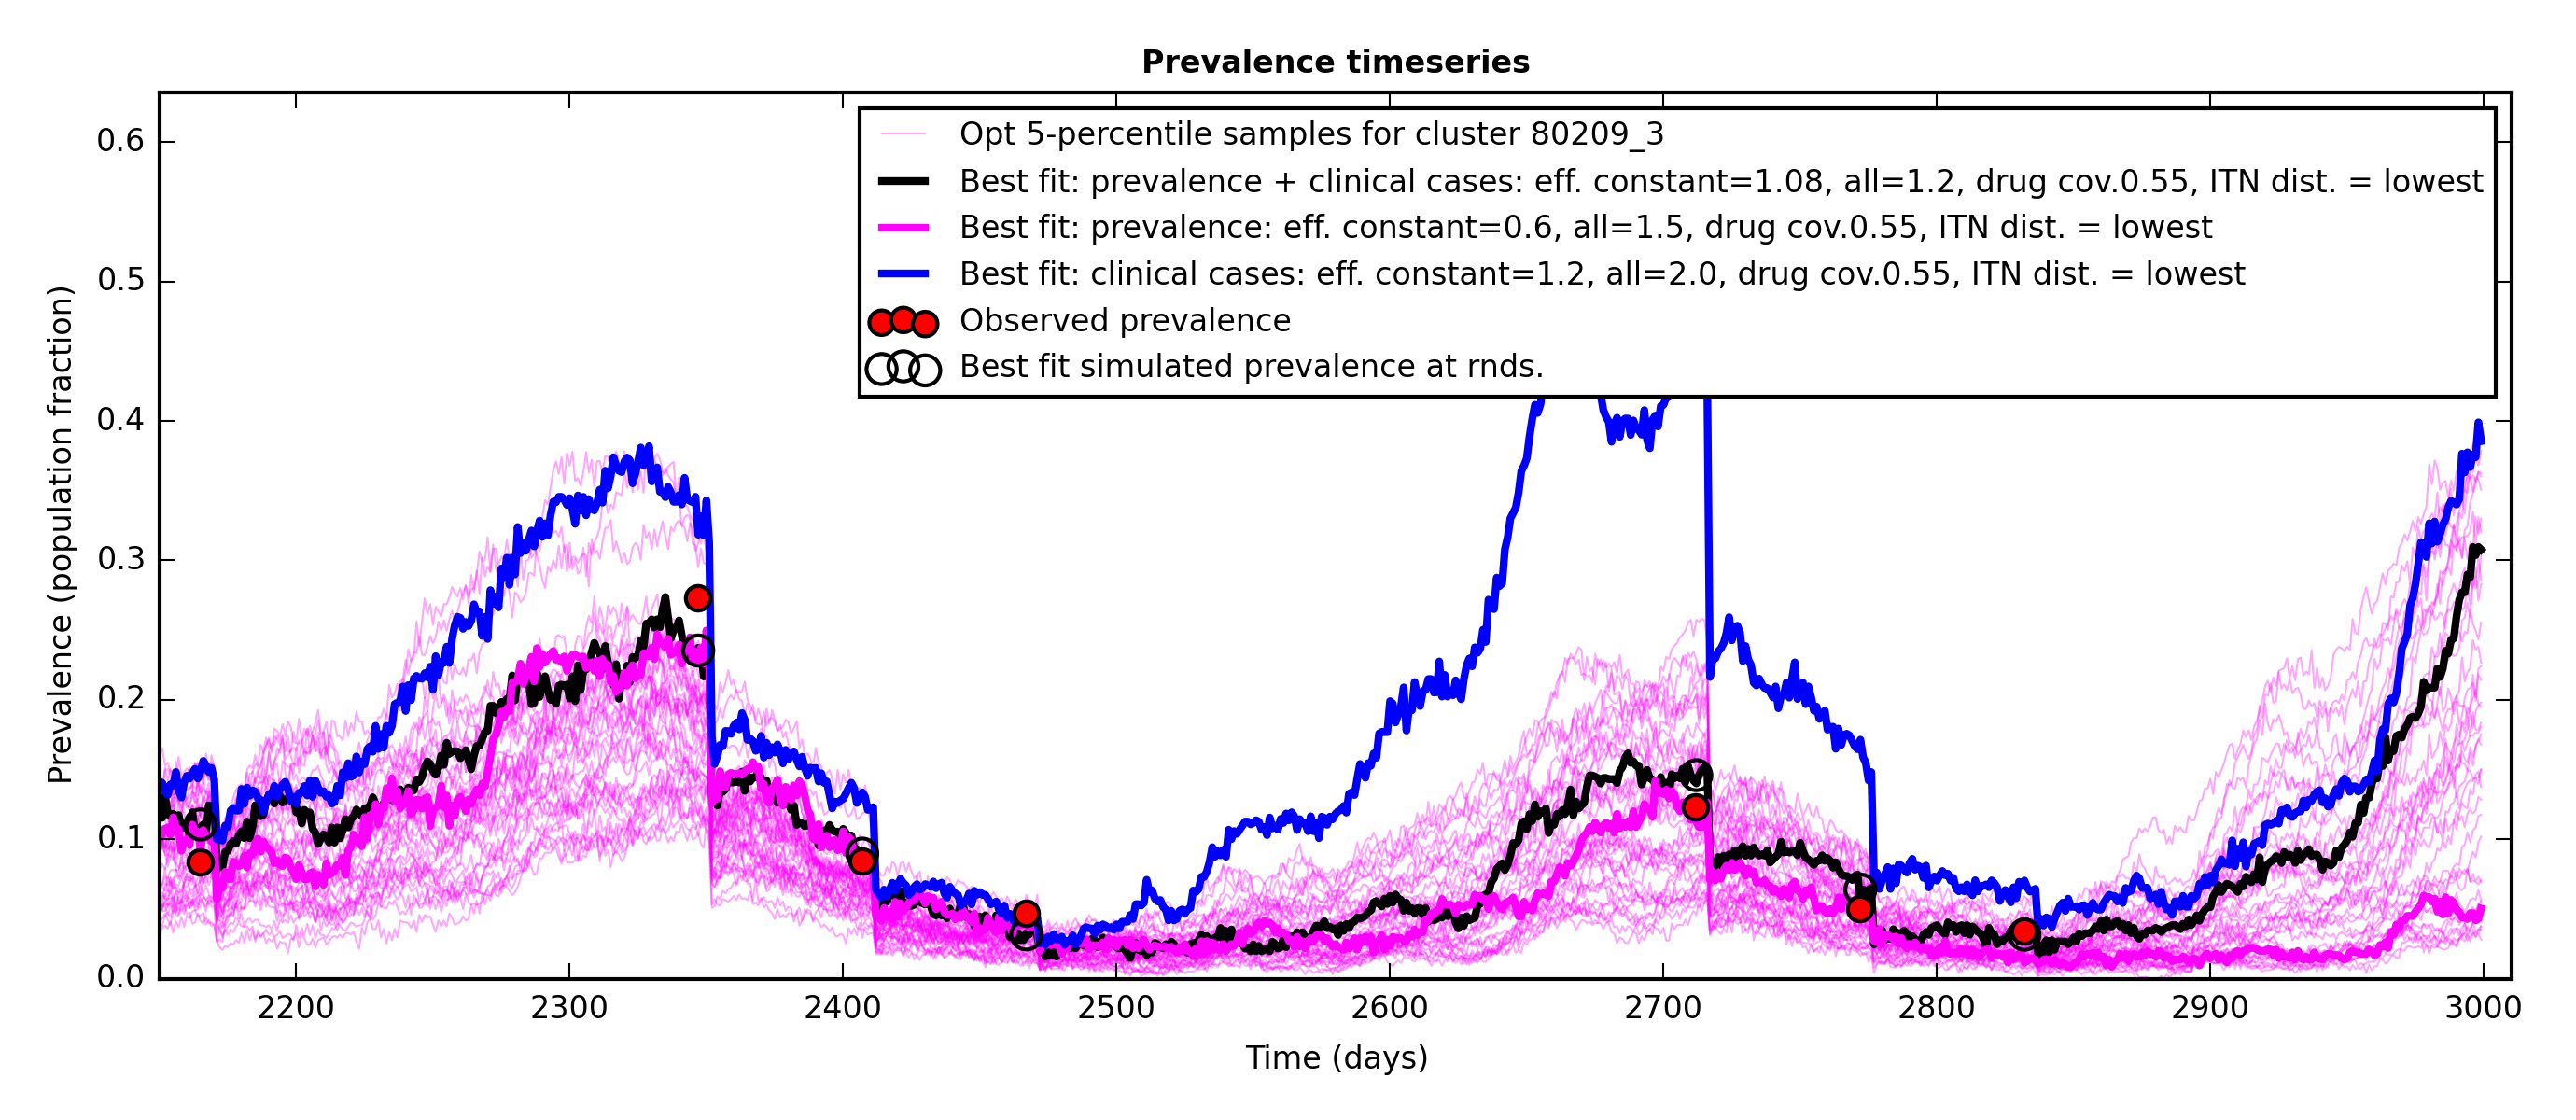 Prevalence timeseries
Opt 5-percentile samples for cluster 80209_3
Best fit: prevalence + clinical cases: eff. constant=1.08, all=1.2, drug cov.0.55, ITN dist. = lowest
Best fit: prevalence: eff. constant=0.6, all=1.5, drug cov.0.55, ITN dist. = lowest
Best fit: clinical cases: eff. constant=1.2, all=2.0, drug cov.0.55, ITN dist. = lowest
Observed prevalence
Best fit simulated prevalence at rnds.
Prevalence (population fraction)
0.6
0.5
0.4
0.3
0.2
0.1
0.0
2200 2300 2400 2500 2600 2700 2800 2900 3000
Time (days)